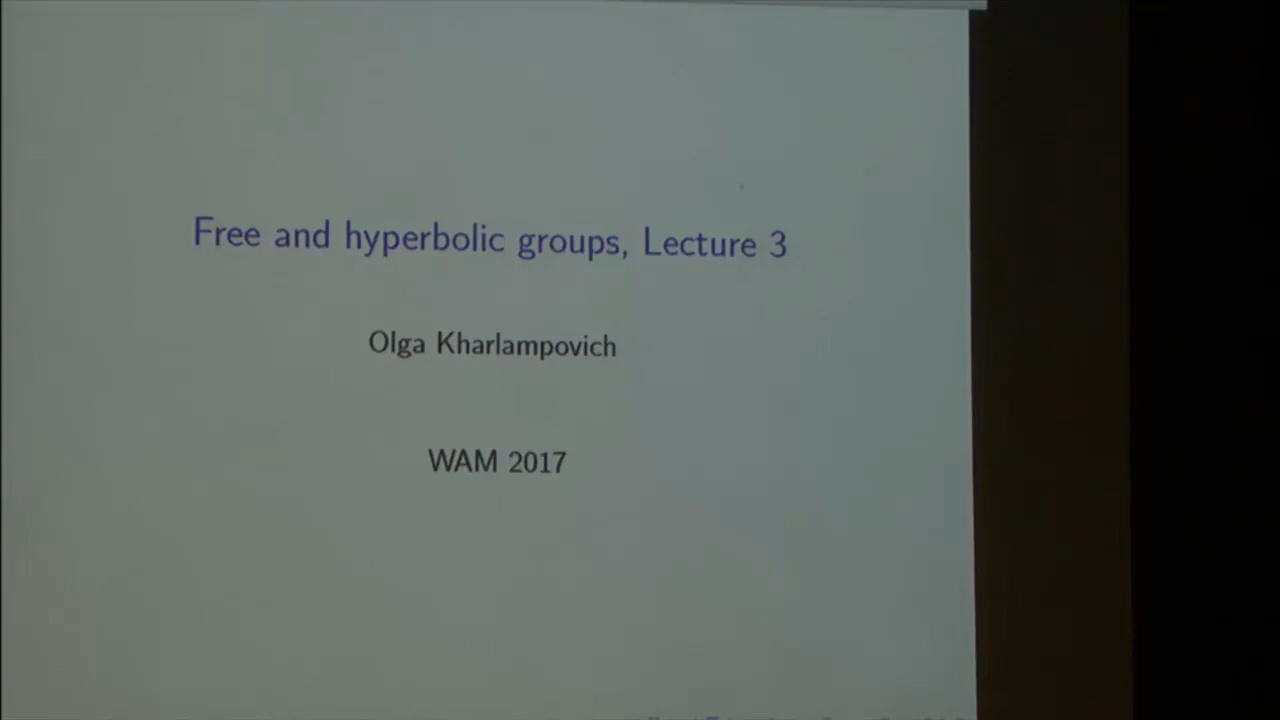 Free and hyperbolic groups, Lecture 3
Olga Kharlampovich
WAM 2017